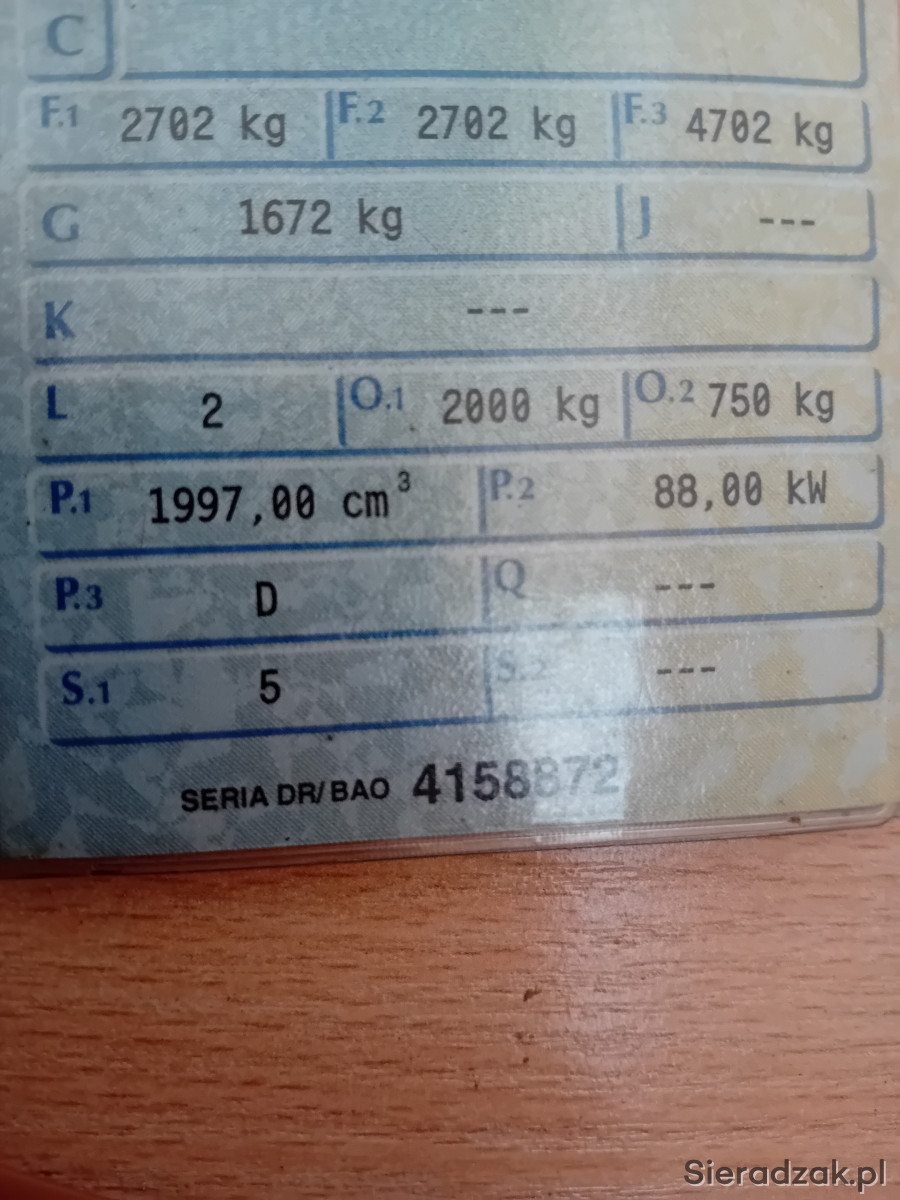 C
F.1 2702 kg F.2 2702 kg F.3 4702 kg
G 1672 kg J ---
K ---
L 2 O.1 2000 kg O.2 750 kg
P.1 1997,00 cm³ P.2 88,00 kW
P.3 D Q ---
S.1 5 S.2 ---
SERIA DR/BAO 4158872
Sieradzak.pl